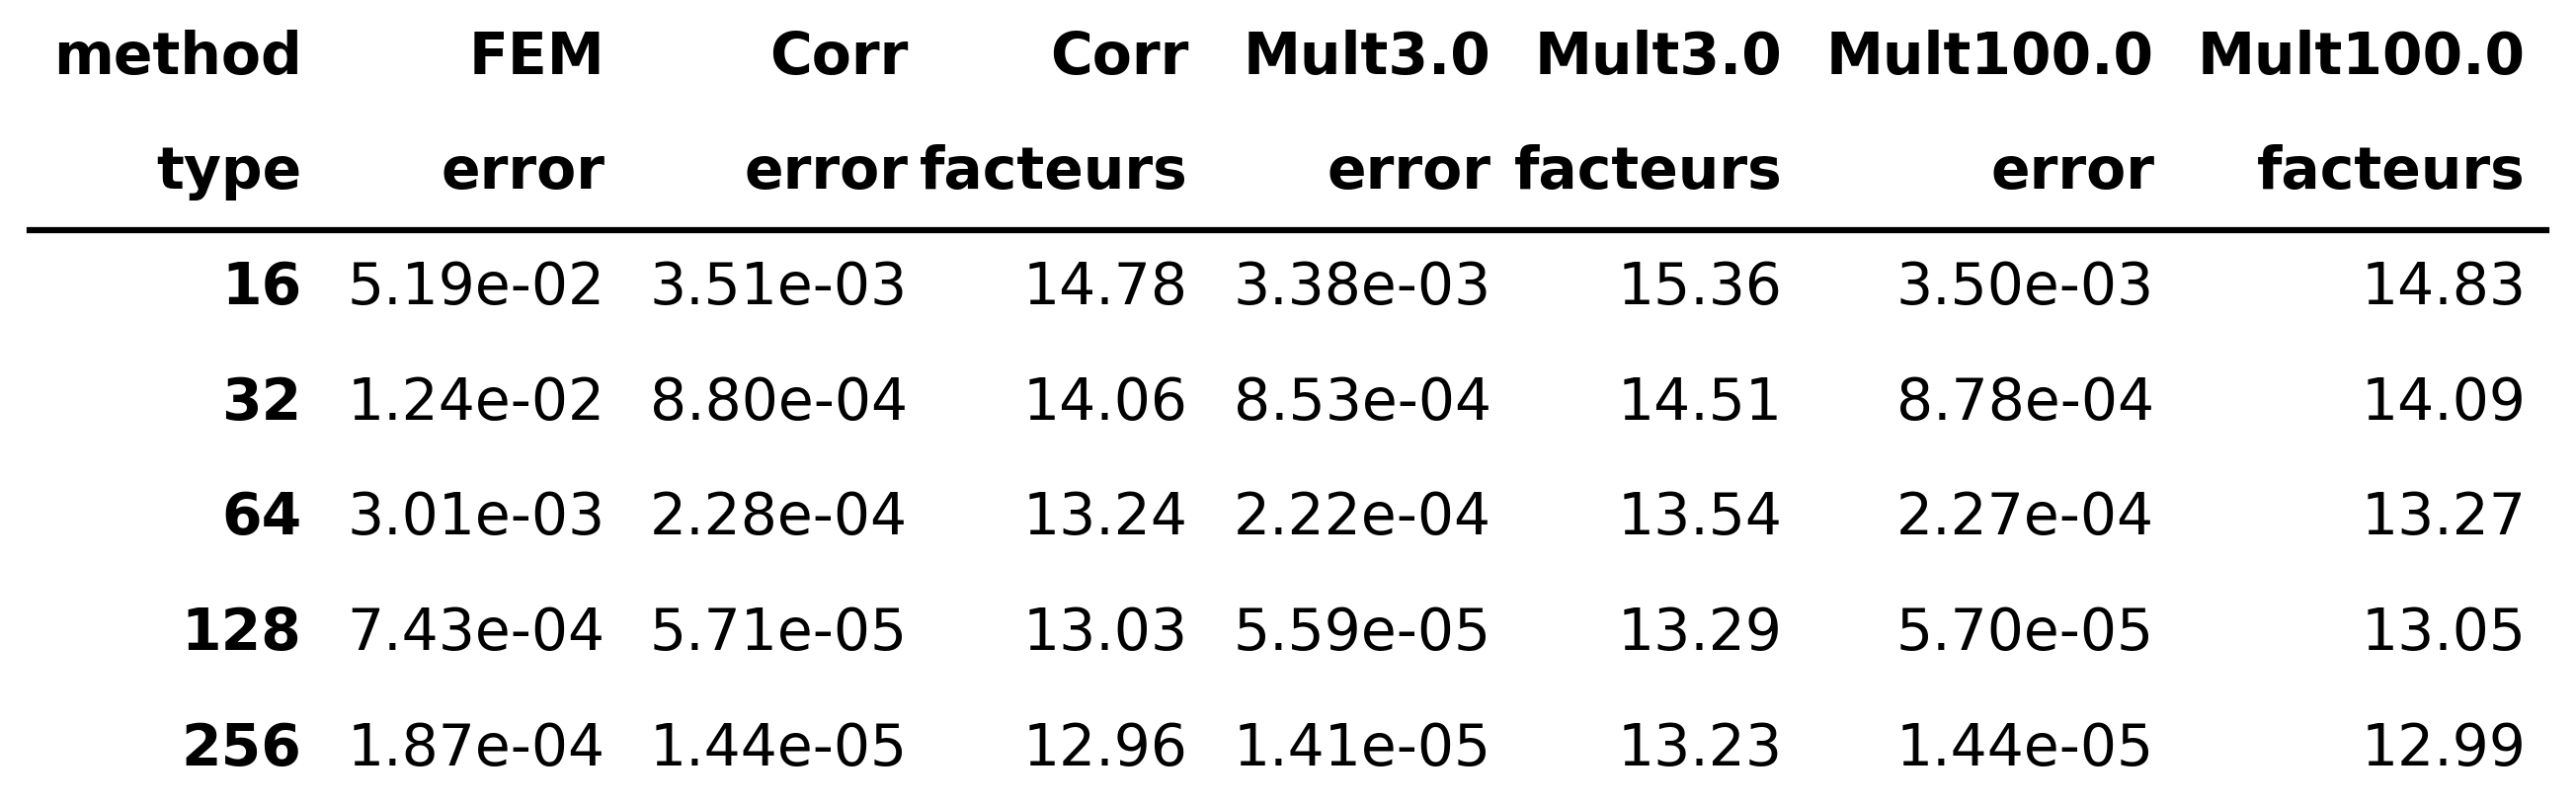 method FEM Corr Corr Mult3.0 Mult3.0 Mult100.0 Mult100.0
type error error facteurs error facteurs error facteurs
16 5.19e-02 3.51e-03 14.78 3.38e-03 15.36 3.50e-03 14.83
32 1.24e-02 8.80e-04 14.06 8.53e-04 14.51 8.78e-04 14.09
64 3.01e-03 2.28e-04 13.24 2.22e-04 13.54 2.27e-04 13.27
128 7.43e-04 5.71e-05 13.03 5.59e-05 13.29 5.70e-05 13.05
256 1.87e-04 1.44e-05 12.96 1.41e-05 13.23 1.44e-05 12.99